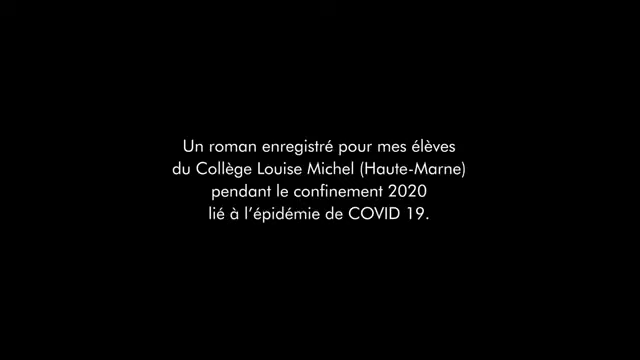 Un roman enregistré pour mes élèves
du Collège Louise Michel (Haute-Marne)
pendant le confinement 2020
lié à l’épidémie de COVID 19.